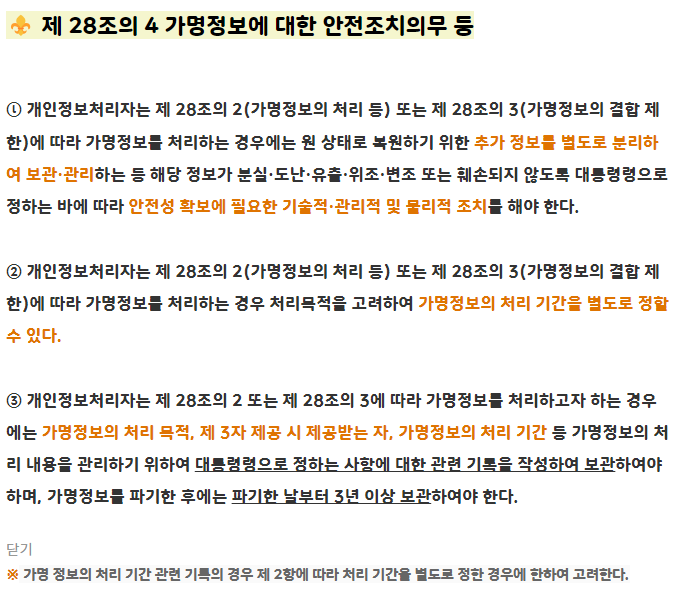 제 28조의 4 가명정보에 대한 안전조치의무 등
① 개인정보처리자는 제 28조의 2(가명정보의 처리 등) 또는 제 28조의 3(가명정보의 결합 제
한)에 따라 가명정보를 처리하는 경우에는 원 상태로 복원하기 위한 추가 정보를 별도로 분리하
여 보관·관리하는 등 해당 정보가 분실·도난·유출·위조·변조 또는 훼손되지 않도록 대통령령으로
정하는 바에 따라 안전성 확보에 필요한 기술적·관리적 및 물리적 조치를 해야 한다.
② 개인정보처리자는 제 28조의 2(가명정보의 처리 등) 또는 제 28조의 3(가명정보의 결합 제
한)에 따라 가명정보를 처리하는 경우 처리목적을 고려하여 가명정보의 처리 기간을 별도로 정할
수 있다.
③ 개인정보처리자는 제 28조의 2 또는 제 28조의 3에 따라 가명정보를 처리하고자 하는 경우
에는 가명정보의 처리 목적, 제 3자 제공 시 제공받는 자, 가명정보의 처리 기간 등 가명정보의 처
리 내용을 관리하기 위하여 대통령령으로 정하는 사항에 대한 관련 기록을 작성하여 보관하여야
하며, 가명정보를 파기한 후에는 파기한 날부터 3년 이상 보관하여야 한다.
닫기
※ 가명 정보의 처리 기간 관련 기록의 경우 제 2항에 따라 처리 기간을 별도로 정한 경우에 한하여 고려한다.